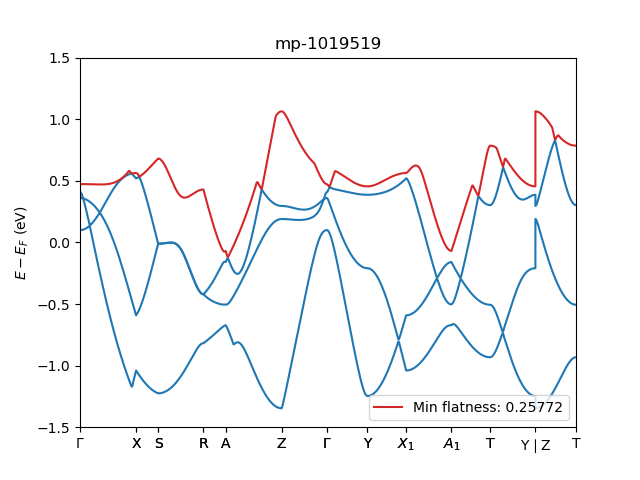 mp-1019519
E − E_F (eV)
1.5
1.0
0.5
0.0
−0.5
−1.0
−1.5
Min flatness: 0.25772
Γ X S R A Z Γ Y X₁ A₁ T Y | Z T